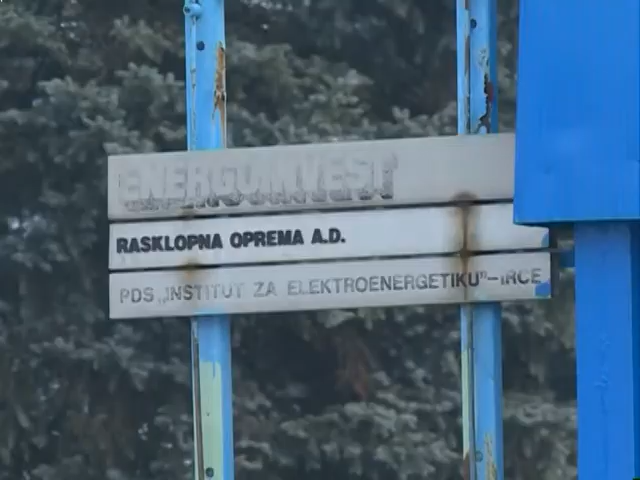 ENERGOINVEST
RASKLOPNA OPREMA A.D.
PDS „INSTITUT ZA ELEKTROENERGETIKU"-IRCE